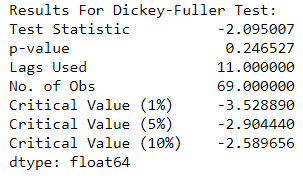 Results For Dickey-Fuller Test:
Test Statistic -2.095007
p-value 0.246527
Lags Used 11.000000
No. of Obs 69.000000
Critical Value (1%) -3.528890
Critical Value (5%) -2.904440
Critical Value (10%) -2.589656
dtype: float64